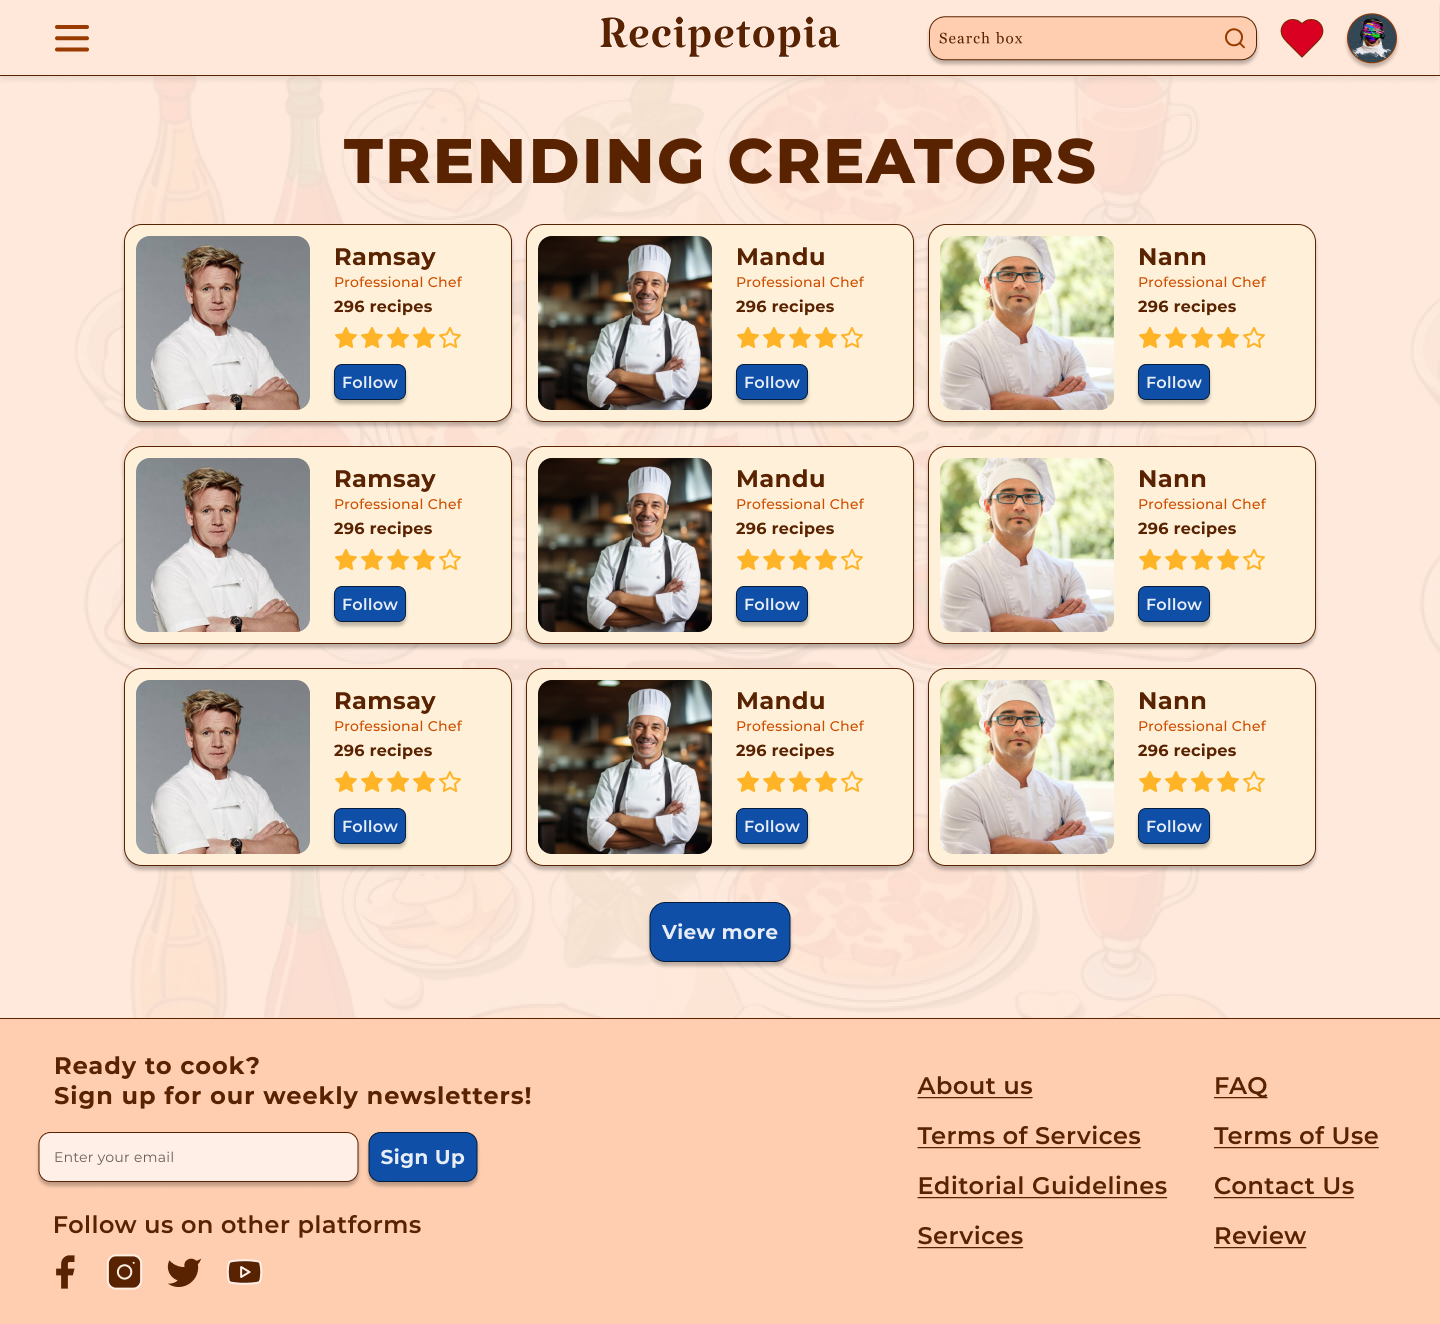 Recipetopia
Search box
TRENDING CREATORS
Ramsay
Professional Chef
296 recipes
Follow
Mandu
Professional Chef
296 recipes
Follow
Nann
Professional Chef
296 recipes
Follow
Ramsay
Professional Chef
296 recipes
Follow
Mandu
Professional Chef
296 recipes
Follow
Nann
Professional Chef
296 recipes
Follow
Ramsay
Professional Chef
296 recipes
Follow
Mandu
Professional Chef
296 recipes
Follow
Nann
Professional Chef
296 recipes
Follow
View more
Ready to cook?
Sign up for our weekly newsletters!
Enter your email
Sign Up
Follow us on other platforms
About us
Terms of Services
Editorial Guidelines
Services
FAQ
Terms of Use
Contact Us
Review